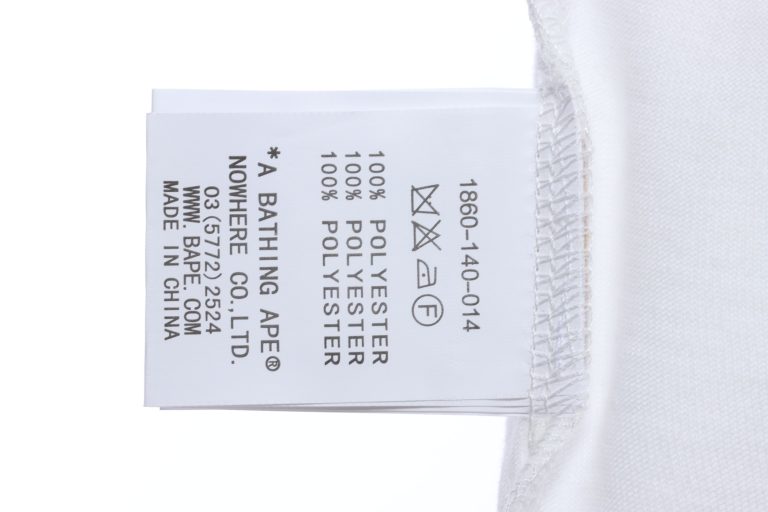 1860-140-014
F
100% POLYESTER
100% POLYESTER
100% POLYESTER
*A BATHING APE®
NOWHERE CO.,LTD.
03(5772)2524
WWW.BAPE.COM
MADE IN CHINA